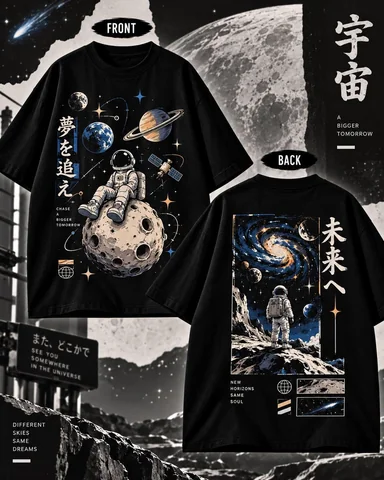 FRONT
宇宙
A
BIGGER
TOMORROW
夢を追え
CHASE
A
BIGGER
TOMORROW
BACK
未来へ
NEW
HORIZONS
SAME
SOUL
また、どこかで
SEE YOU
SOMEWHERE
IN THE UNIVERSE
DIFFERENT
SKIES
SAME
DREAMS